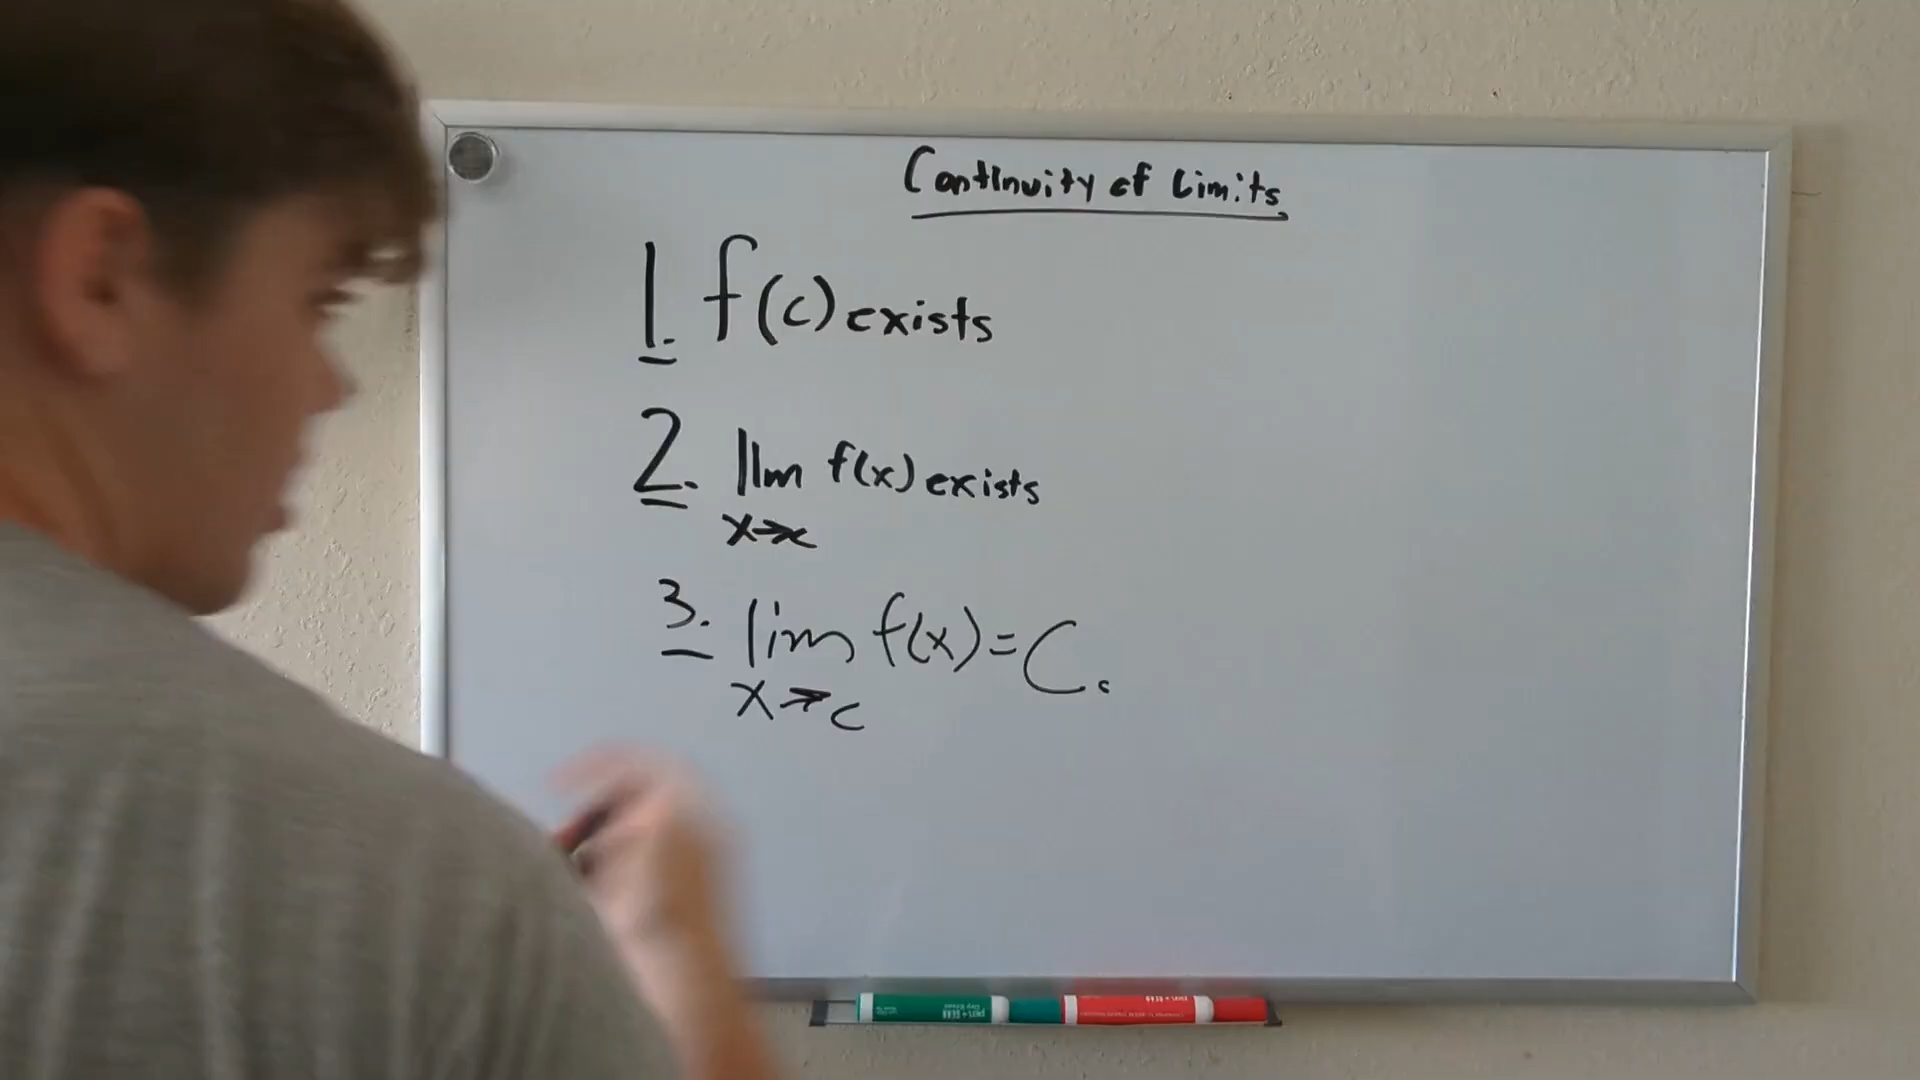 Continuity of Limits
1. f(c) exists
2. lim f(x) exists
x→x
3. lim f(x) = C.
x→c